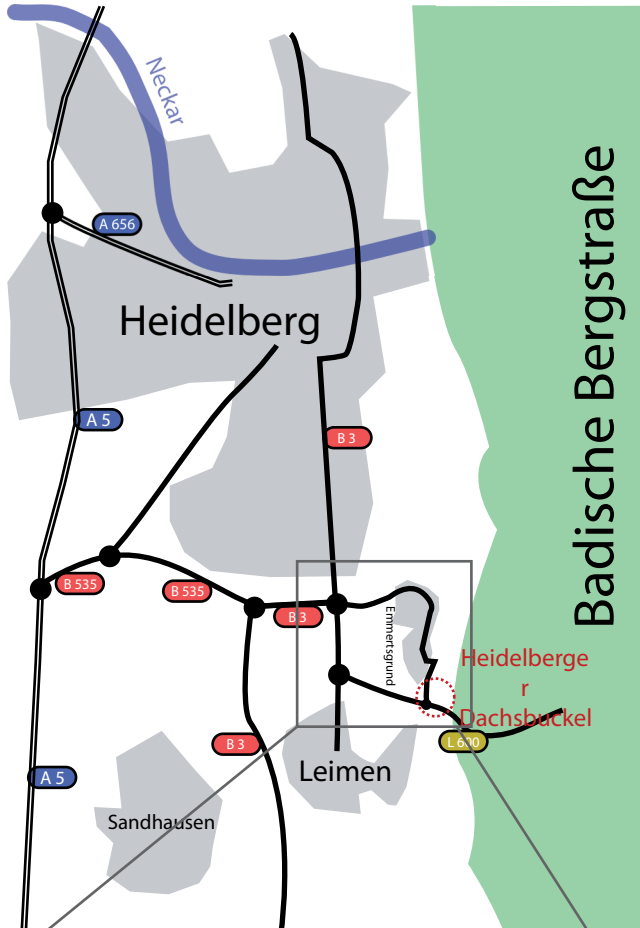 Neckar
A 656
Heidelberg
Badische Bergstraße
A 5
B 3
B 535
B 535
B 3
Emmertsgrund
Heidelberge
r
Dachsbuckel
L 600
B 3
Leimen
A 5
Sandhausen